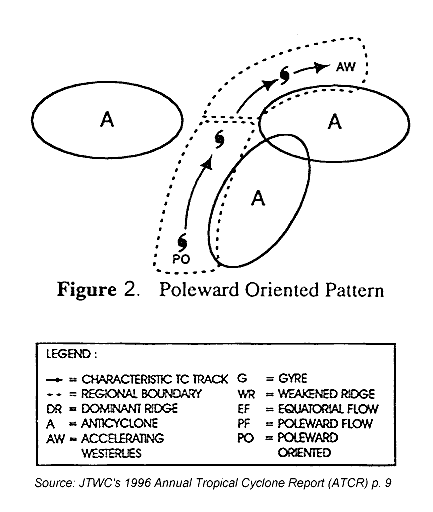 AW
A
A
A
PO
Figure 2. Poleward Oriented Pattern
LEGEND :
= CHARACTERISTIC TC TRACK G = GYRE
= REGIONAL BOUNDARY WR = WEAKENED RIDGE
DR = DOMINANT RIDGE EF = EQUATORIAL FLOW
A = ANTICYCLONE PF = POLEWARD FLOW
AW = ACCELERATING PO = POLEWARD
WESTERLIES ORIENTED
Source: JTWC's 1996 Annual Tropical Cyclone Report (ATCR) p. 9